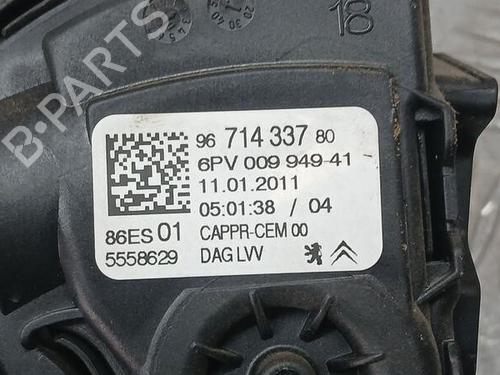 18
B-PARTS
96 714 337 80
6PV 009 949-41
11.01.2011
05:01:38 / 04
86ES 01 CAPPR-CEM 00
5558629 DAG LVV